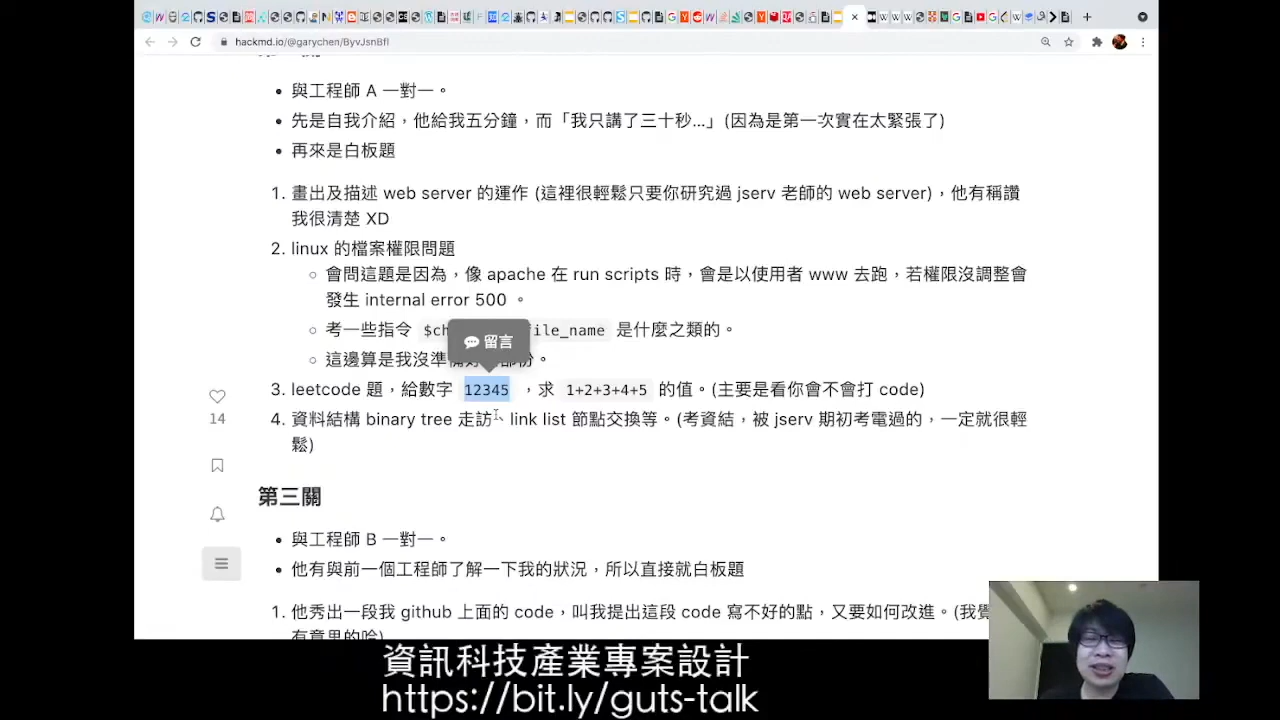 hackmd.io/@garychen/ByvJsnBfl
與工程師 A 一對一。
先是自我介紹，他給我五分鐘，而「我只講了三十秒…」(因為是第一次實在太緊張了)
再來是白板題
1. 畫出及描述 web server 的運作 (這裡很輕鬆只要你研究過 jserv 老師的 web server)，他有稱讚
我很清楚 XD
2. linux 的檔案權限問題
會問這題是因為，像 apache 在 run scripts 時，會是以使用者 www 去跑，若權限沒調整會
發生 internal error 500 。
考一些指令 $ch ile_name 是什麼之類的。
留言
這邊算是我沒準備 部份。
3. leetcode 題，給數字 12345 ，求 1+2+3+4+5 的值。(主要是看你會不會打 code)
14
4. 資料結構 binary tree 走訪、link list 節點交換等。(考資結，被 jserv 期初考電過的，一定就很輕
鬆)
第三關
與工程師 B 一對一。
他有與前一個工程師了解一下我的狀況，所以直接就白板題
1. 他秀出一段我 github 上面的 code，叫我提出這段 code 寫不好的點，又要如何改進。(我
有意思的哈)
資訊科技產業專案設計
https://bit.ly/guts-talk